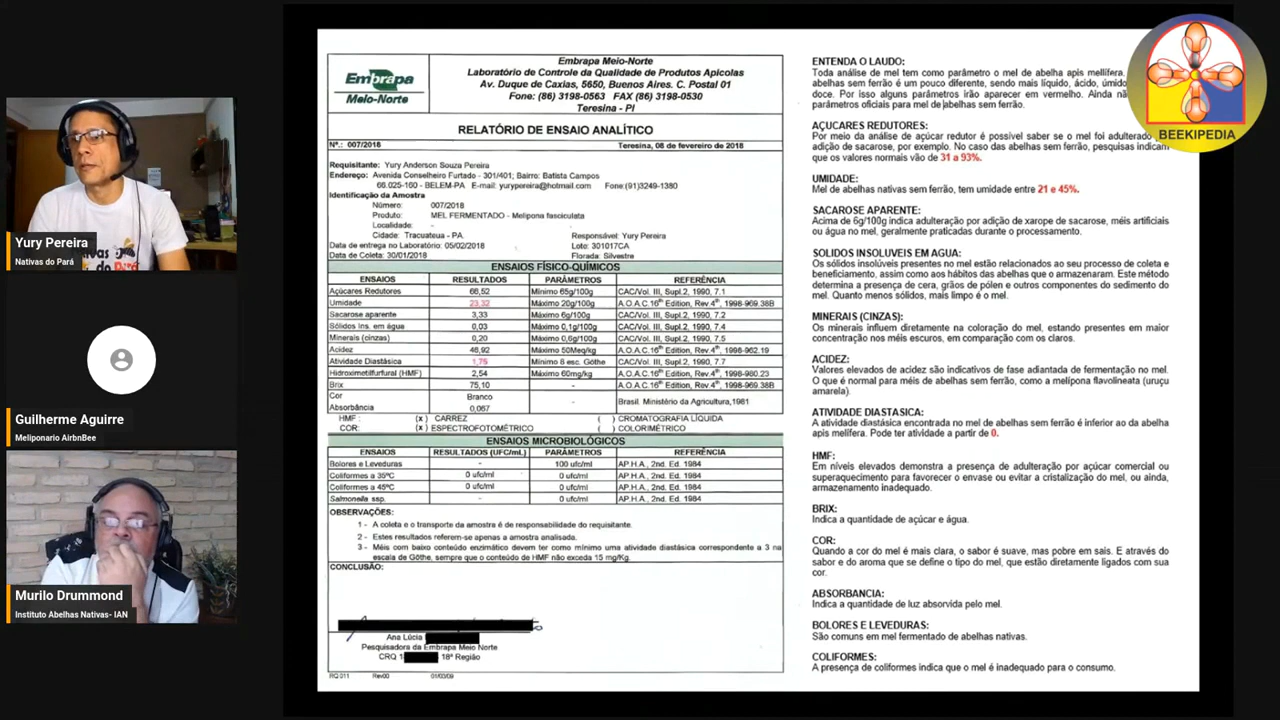 Yury Pereira
Nativas do Pará
Guilherme Aguirre
Meliponario AirbnBee
Murilo Drummond
Instituto Abelhas Nativas- IAN
Embrapa
Meio-Norte
Embrapa Meio-Norte
Laboratório de Controle da Qualidade de Produtos Apícolas
Av. Duque de Caxias, 5650, Buenos Aires. C. Postal 01
Fone: (86) 3198-0563 FAX (86) 3198-0530
Teresina - PI
RELATÓRIO DE ENSAIO ANALÍTICO
Nº.: 007/2018 Teresina, 08 de fevereiro de 2018
Requisitante: Yury Anderson Souza Pereira
Endereço: Avenida Conselheiro Furtado - 301/401; Bairro: Batista Campos
66.025-160 - BELEM-PA E-mail: yurypereira@hotmail.com Fone:(91)3249-1380
Identificação da Amostra
Número: 007/2018
Produto: MEL FERMENTADO - Melipona fasciculata
Localidade: -
Cidade: Tracuateua - PA. Responsável: Yury Pereira
Data de entrega no Laboratório: 05/02/2018 Lote: 301017CA
Data de Coleta: 30/01/2018 Florada: Silvestre
ENSAIOS FÍSICO-QUÍMICOS
ENSAIOS RESULTADOS PARÂMETROS REFERÊNCIA
Açúcares Redutores 66,52 Mínimo 65g/100g CAC/Vol. III, Supl.2, 1990, 7.1
Umidade 23,32 Máximo 20g/100g A.O.A.C.16th Edition, Rev.4th, 1998-969.38B
Sacarose aparente 3,33 Máximo 6g/100g CAC/Vol. III, Supl.2, 1990, 7.2
Sólidos Ins. em água 0,03 Máximo 0,1g/100g CAC/Vol. III, Supl.2, 1990, 7.4
Minerais (cinzas) 0,20 Máximo 0,6g/100g CAC/Vol. III, Supl.2, 1990, 7.5
Acidez 46,92 Máximo 50Meq/kg A.O.A.C.16th Edition, Rev.4th, 1998-962.19
Atividade Diastásica 1,75 Mínimo 8 esc. Göthe CAC/Vol. III, Supl.2, 1990, 7.7
Hidroximetilfurfural (HMF) 2,54 Máximo 60mg/kg A.O.A.C.16th Edition, Rev.4th, 1998-980.23
Brix 75,10 - A.O.A.C.16th Edition, Rev.4th, 1998-969.38B
Cor Branco - Brasil. Ministério da Agricultura,1981
Absorbância 0,067
HMF : (x) CARREZ ( ) CROMATOGRAFIA LÍQUIDA
COR: (x) ESPECTROFOTOMÉTRICO ( ) COLORIMÉTRICO
ENSAIOS MICROBIOLÓGICOS
ENSAIOS RESULTADOS (UFC/mL) PARÂMETROS REFERÊNCIA
Bolores e Leveduras - 100 ufc/ml AP.H.A., 2nd. Ed. 1984
Coliformes a 35ºC 0 ufc/ml 0 ufc/ml AP.H.A., 2nd. Ed. 1984
Coliformes a 45ºC 0 ufc/ml 0 ufc/ml AP.H.A., 2nd. Ed. 1984
Salmonella ssp. - 0 ufc/ml AP.H.A., 2nd. Ed. 1984
OBSERVAÇÕES:
1 - A coleta e o transporte da amostra é de responsabilidade do requisitante.
2 - Estes resultados referem-se apenas a amostra analisada.
3 - Méis com baixo conteúdo enzimático devem ter como mínimo uma atividade diastásica correspondente a 3 na
escala de Göthe, sempre que o conteúdo de HMF não exceda 15 mg/Kg.
CONCLUSÃO:
Ana Lúcia
Pesquisadora da Embrapa Meio Norte
CRQ 1 18ª Região
RQ 011 Rev00 01/03/09
ENTENDA O LAUDO:
Toda análise de mel tem como parâmetro o mel de abelha apis mellífera.
abelhas sem ferrão é um pouco diferente, sendo mais líquido, ácido, úmido
doce. Por isso alguns parâmetros irão aparecer em vermelho. Ainda
parâmetros oficiais para mel de abelhas sem ferrão.
AÇUCARES REDUTORES:
Por meio da análise de açúcar redutor é possível saber se o mel foi adulterado
adição de sacarose, por exemplo. No caso das abelhas sem ferrão, pesquisas indicam
que os valores normais vão de 31 a 93%.
UMIDADE:
Mel de abelhas nativas sem ferrão, tem umidade entre 21 e 45%.
SACAROSE APARENTE:
Acima de 6g/100g indica adulteração por adição de xarope de sacarose, méis artificiais
ou água no mel, geralmente praticadas durante o processamento.
SOLIDOS INSOLUVEIS EM AGUA:
Os sólidos insolúveis presentes no mel estão relacionados ao seu processo de coleta e
beneficiamento, assim como aos hábitos das abelhas que o armazenaram. Este método
determina a presença de cera, grãos de pólen e outros componentes do sedimento do
mel. Quanto menos sólidos, mais limpo é o mel.
MINERAIS (CINZAS):
Os minerais influem diretamente na coloração do mel, estando presentes em maior
concentração nos méis escuros, em comparação com os claros.
ACIDEZ:
Valores elevados de acidez são indicativos de fase adiantada de fermentação no mel.
O que é normal para méis de abelhas sem ferrão, como a melípona flavolineata (uruçu
amarela).
ATIVIDADE DIASTASICA:
A atividade diastásica encontrada no mel de abelhas sem ferrão é inferior ao da abelha
apis melífera. Pode ter atividade a partir de 0.
HMF:
Em níveis elevados demonstra a presença de adulteração por açúcar comercial ou
superaquecimento para favorecer o envase ou evitar a cristalização do mel, ou ainda,
armazenamento inadequado.
BRIX:
Indica a quantidade de açúcar e água.
COR:
Quando a cor do mel é mais clara, o sabor é suave, mas pobre em sais. E através do
sabor e do aroma que se define o tipo do mel, que estão diretamente ligados com sua
cor.
ABSORBANCIA:
Indica a quantidade de luz absorvida pelo mel.
BOLORES E LEVEDURAS:
São comuns em mel fermentado de abelhas nativas.
COLIFORMES:
A presença de coliformes indica que o mel é inadequado para o consumo.
BEEKIPEDIA